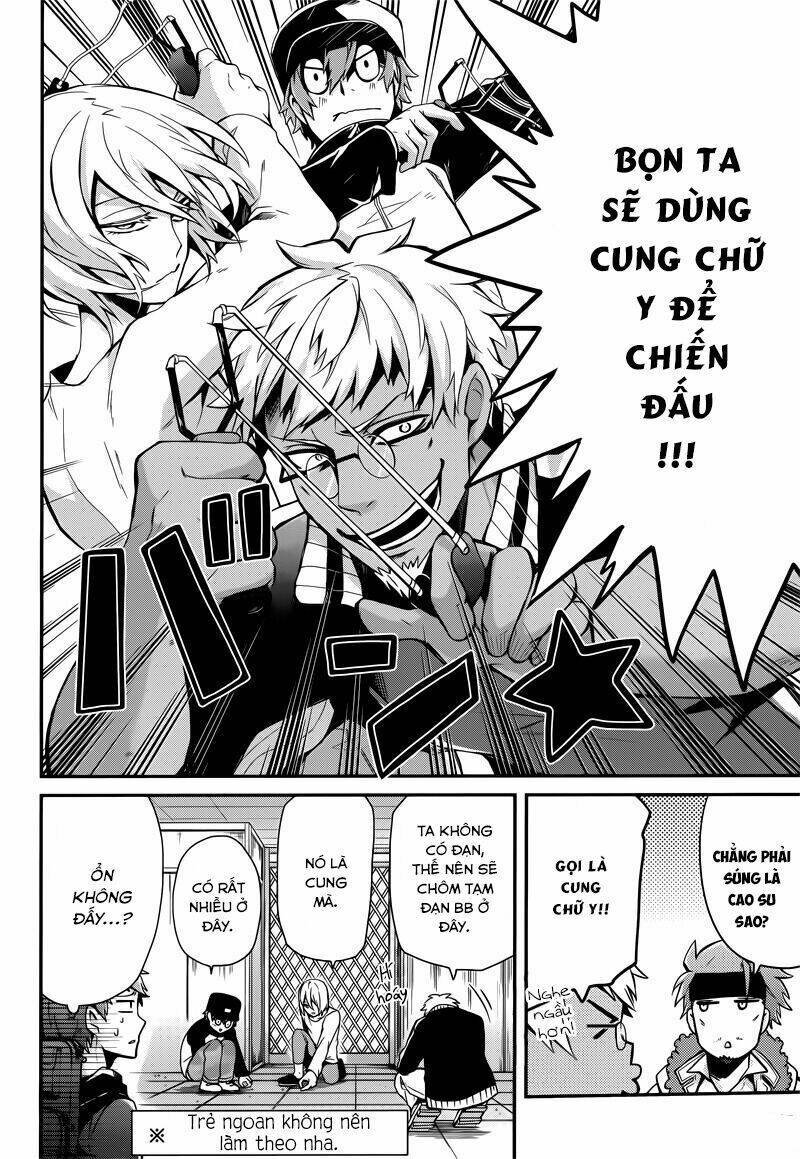 BỌN TA
SẼ DÙNG
CUNG CHỮ
Y ĐỂ
CHIẾN
ĐẤU
!!!
バーン★
CHẲNG PHẢI
SÚNG LÀ
CAO SU
SAO?
GỌI LÀ
CUNG
CHỮ Y!!
Nghe
ngầu
hơn!
TA KHÔNG
CÓ ĐẠN,
THẾ NÊN SẼ
CHÔM TẠM
ĐẠN BB Ở
ĐÂY.
Hí
hoáy
NÓ LÀ
CUNG
MÀ.
CÓ RẤT
NHIỀU Ở
ĐÂY.
ỔN
KHÔNG
ĐẤY...?
※ Trẻ ngoan không nên
làm theo nha.